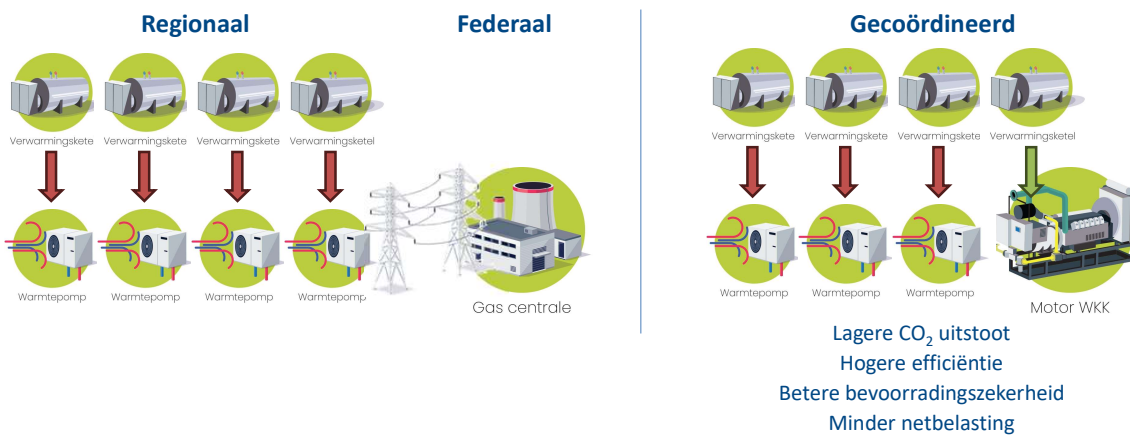 Regionaal
Federaal
Gecoördineerd
Verwarmingskete
Verwarmingskete
Verwarmingskete
Verwarmingsketel
Verwarmingskete
Verwarmingskete
Verwarmingskete
Verwarmingsketel
Warmtepomp
Warmtepomp
Warmtepomp
Warmtepomp
Gas centrale
Warmtepomp
Warmtepomp
Warmtepomp
Motor WKK
Lagere CO₂ uitstoot
Hogere efficiëntie
Betere bevoorradingszekerheid
Minder netbelasting